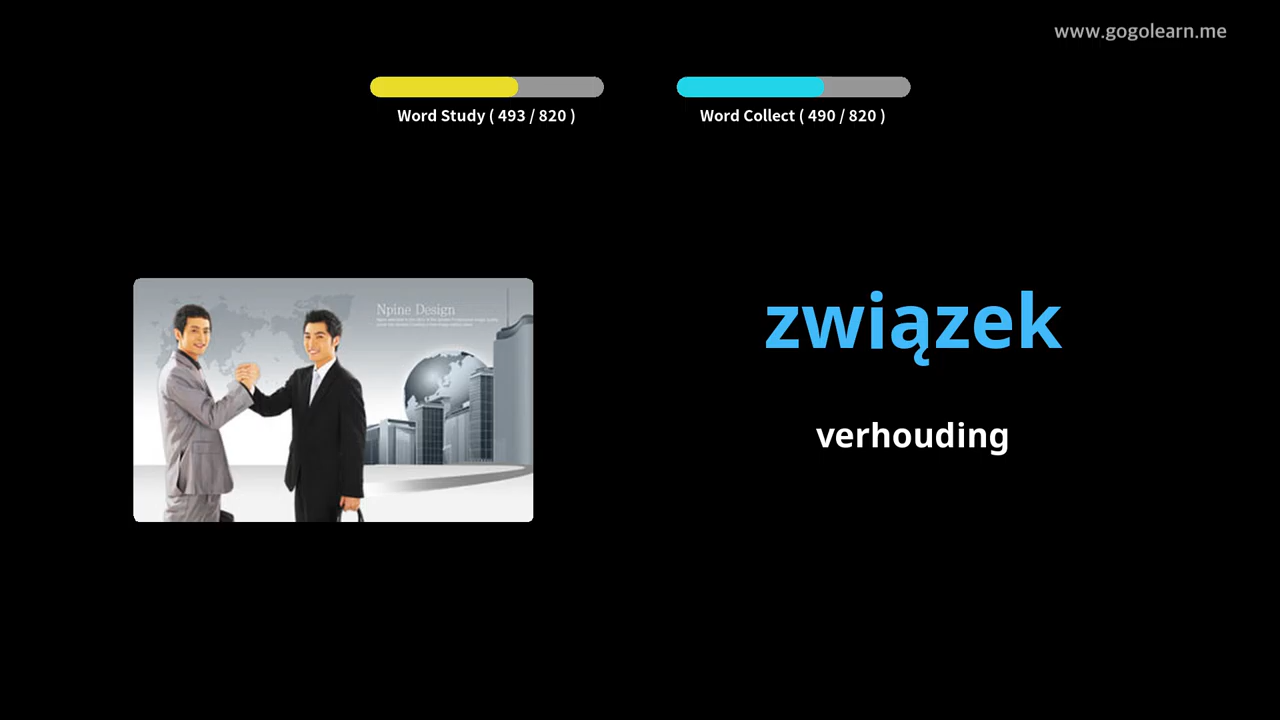 www.gogolearn.me
Word Study ( 493 / 820 )
Word Collect ( 490 / 820 )
Npine Design
związek
verhouding